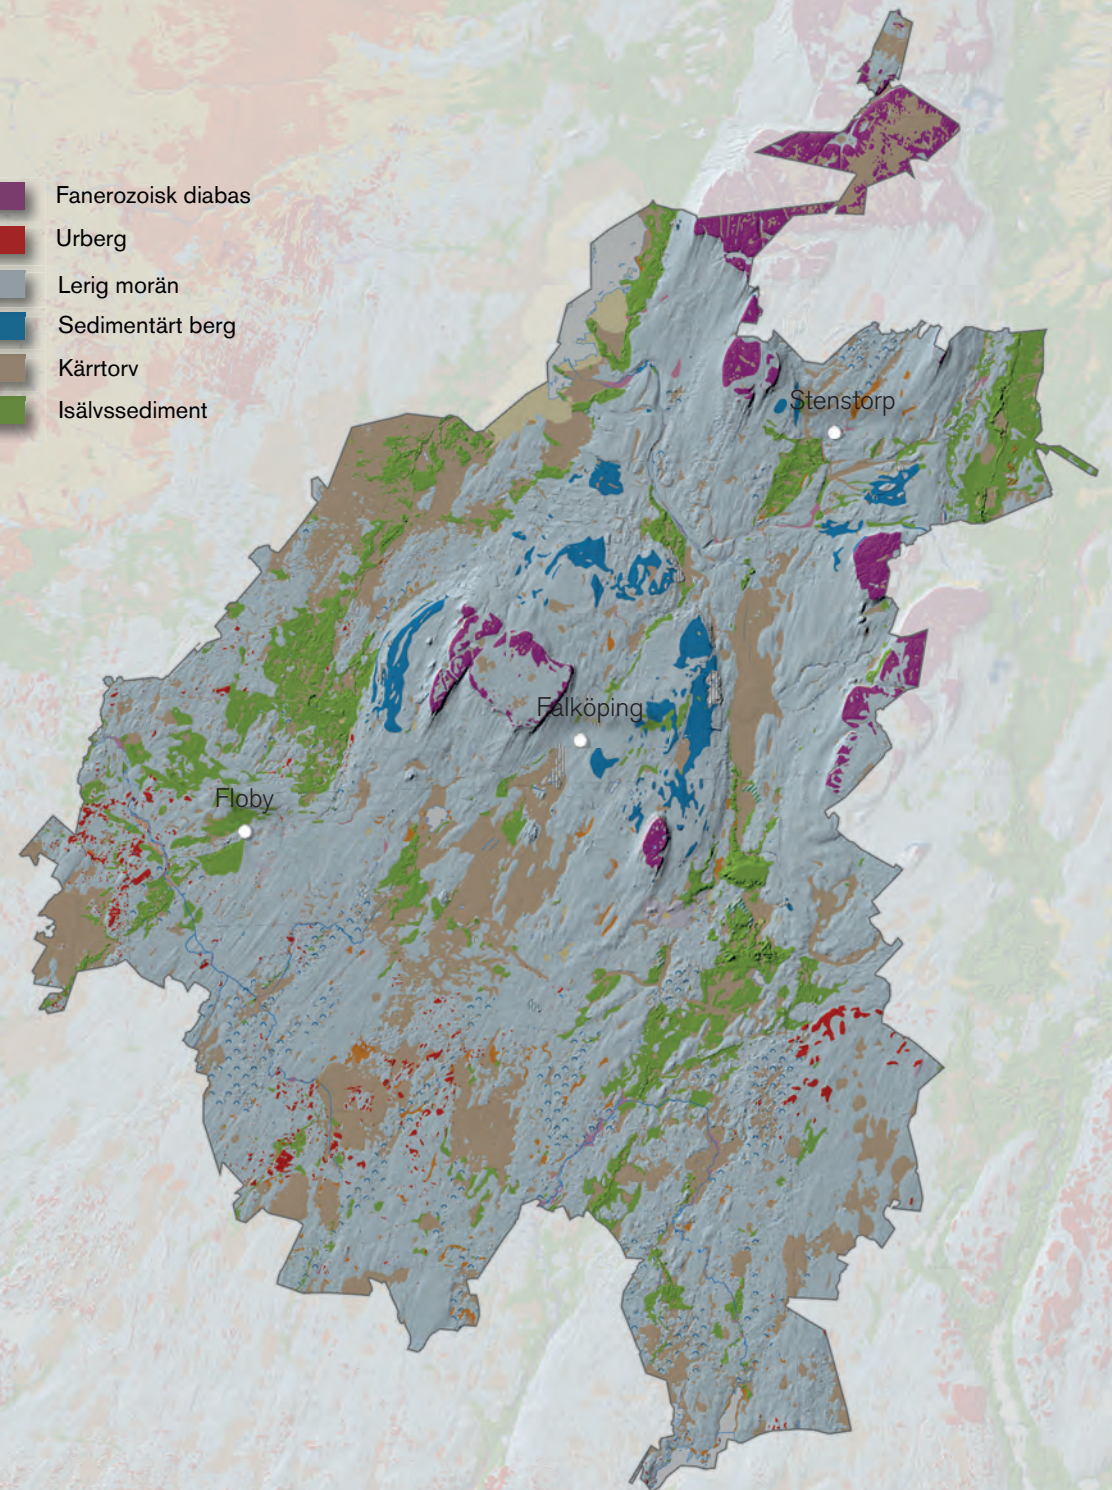 Fanerozoisk diabas
Urberg
Lerig morän
Sedimentärt berg
Kärrtorv
Isälvssediment
Stenstorp
Falköping
Floby